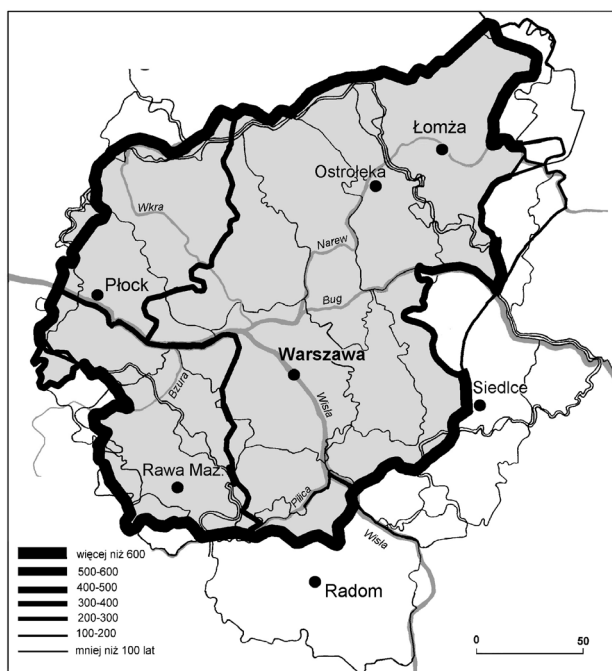 Łomża
Ostrołęka
Wkra
Narew
Płock
Bug
Warszawa
Bzura
Wisła
Siedlce
Rawa Maz.
Pilica
Wisła
Radom
więcej niż 600
500-600
400-500
300-400
200-300
100-200
mniej niż 100 lat
0 50